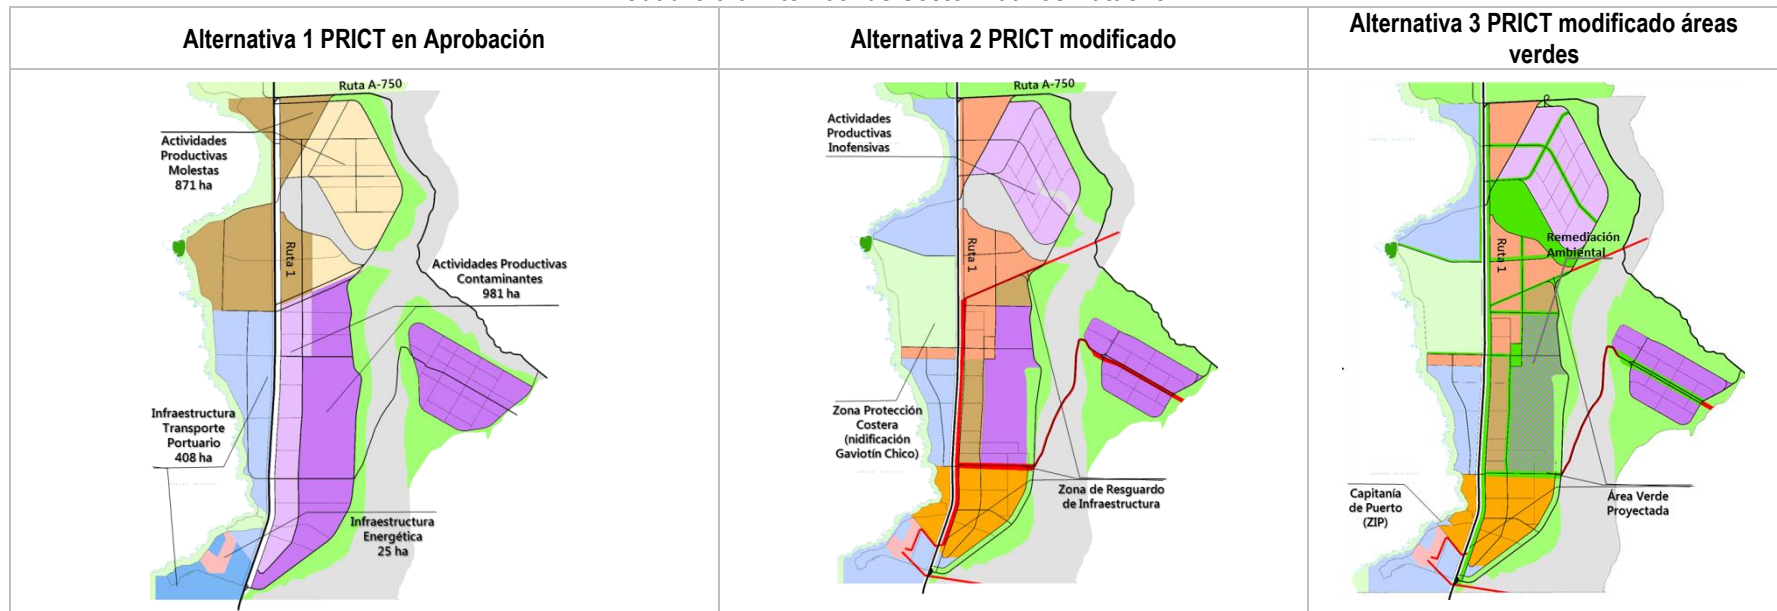 Alternativa 1 PRICT en Aprobación
Alternativa 2 PRICT modificado
Alternativa 3 PRICT modificado áreas
verdes
Ruta A-750
Actividades
Productivas
Molestas
871 ha
Ruta 1
Actividades Productivas
Contaminantes
981 ha
Infraestructura
Transporte
Portuario
408 ha
Infraestructura
Energética
25 ha
Ruta A-750
Actividades
Productivas
Inofensivas
Ruta 1
Zona Protección
Costera
(nidificación
Gaviotín Chico)
Zona de Resguardo
de Infraestructura
Ruta 1
Remediación
Ambiental
Capitanía
de Puerto
(ZIP)
Área Verde
Proyectada